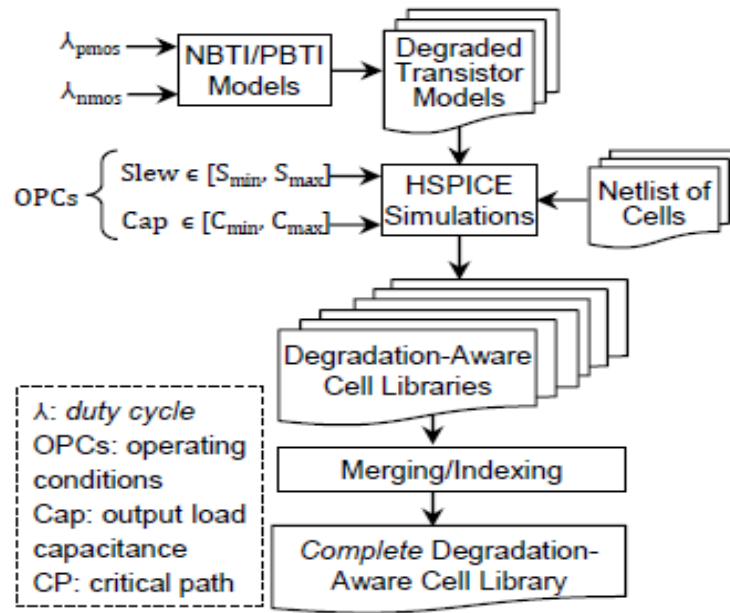 ⅄pmos
⅄nmos
NBTI/PBTI
Models
Degraded
Transistor
Models
OPCs
Slew ϵ [Smin, Smax]
Cap ϵ [Cmin, Cmax]
HSPICE
Simulations
Netlist of
Cells
Degradation-Aware
Cell Libraries
Merging/Indexing
Complete Degradation-
Aware Cell Library
⅄: duty cycle
OPCs: operating
conditions
Cap: output load
capacitance
CP: critical path